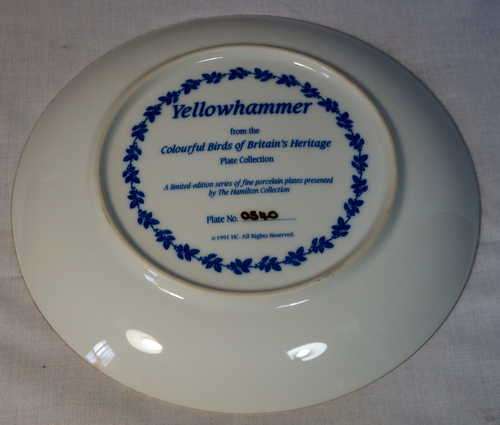 Yellowhammer
from the
Colourful Birds of Britain's Heritage
Plate Collection
A limited-edition series of fine porcelain plates presented
by The Hamilton Collection
Plate No. 0540
©1991 HC. All Rights Reserved.